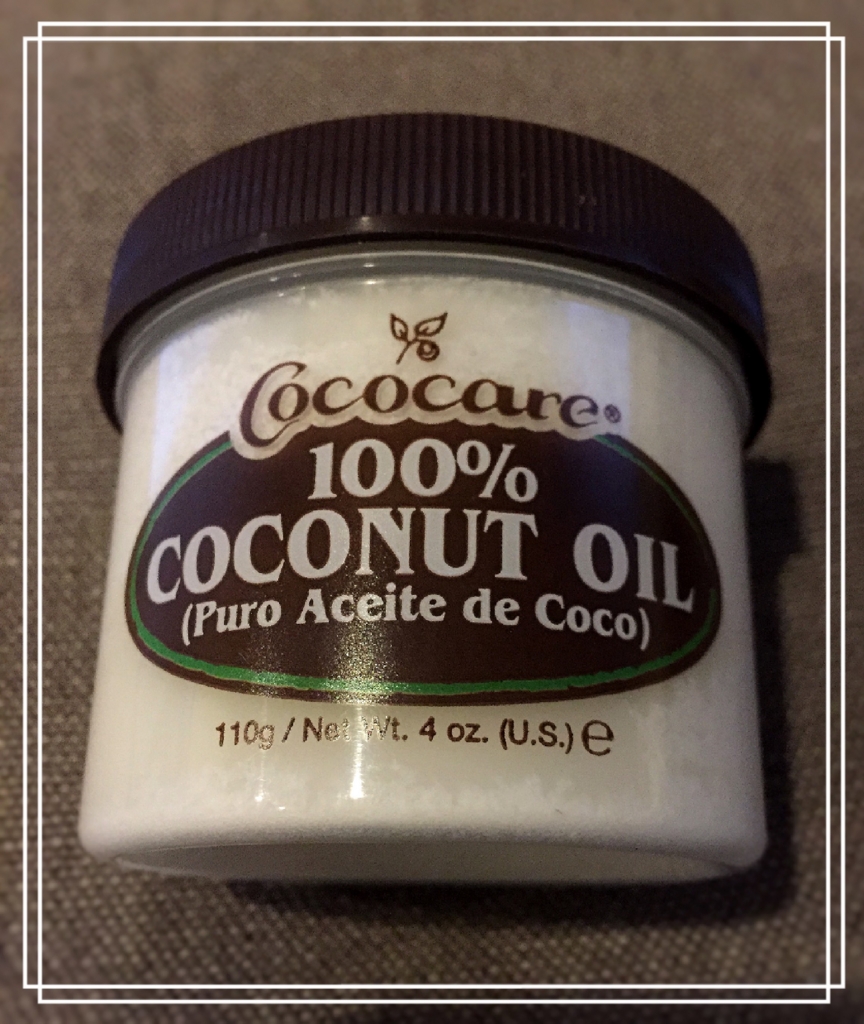 Cococare®
100%
COCONUT OIL
(Puro Aceite de Coco)
110g / Net Wt. 4 oz. (U.S.) ℮